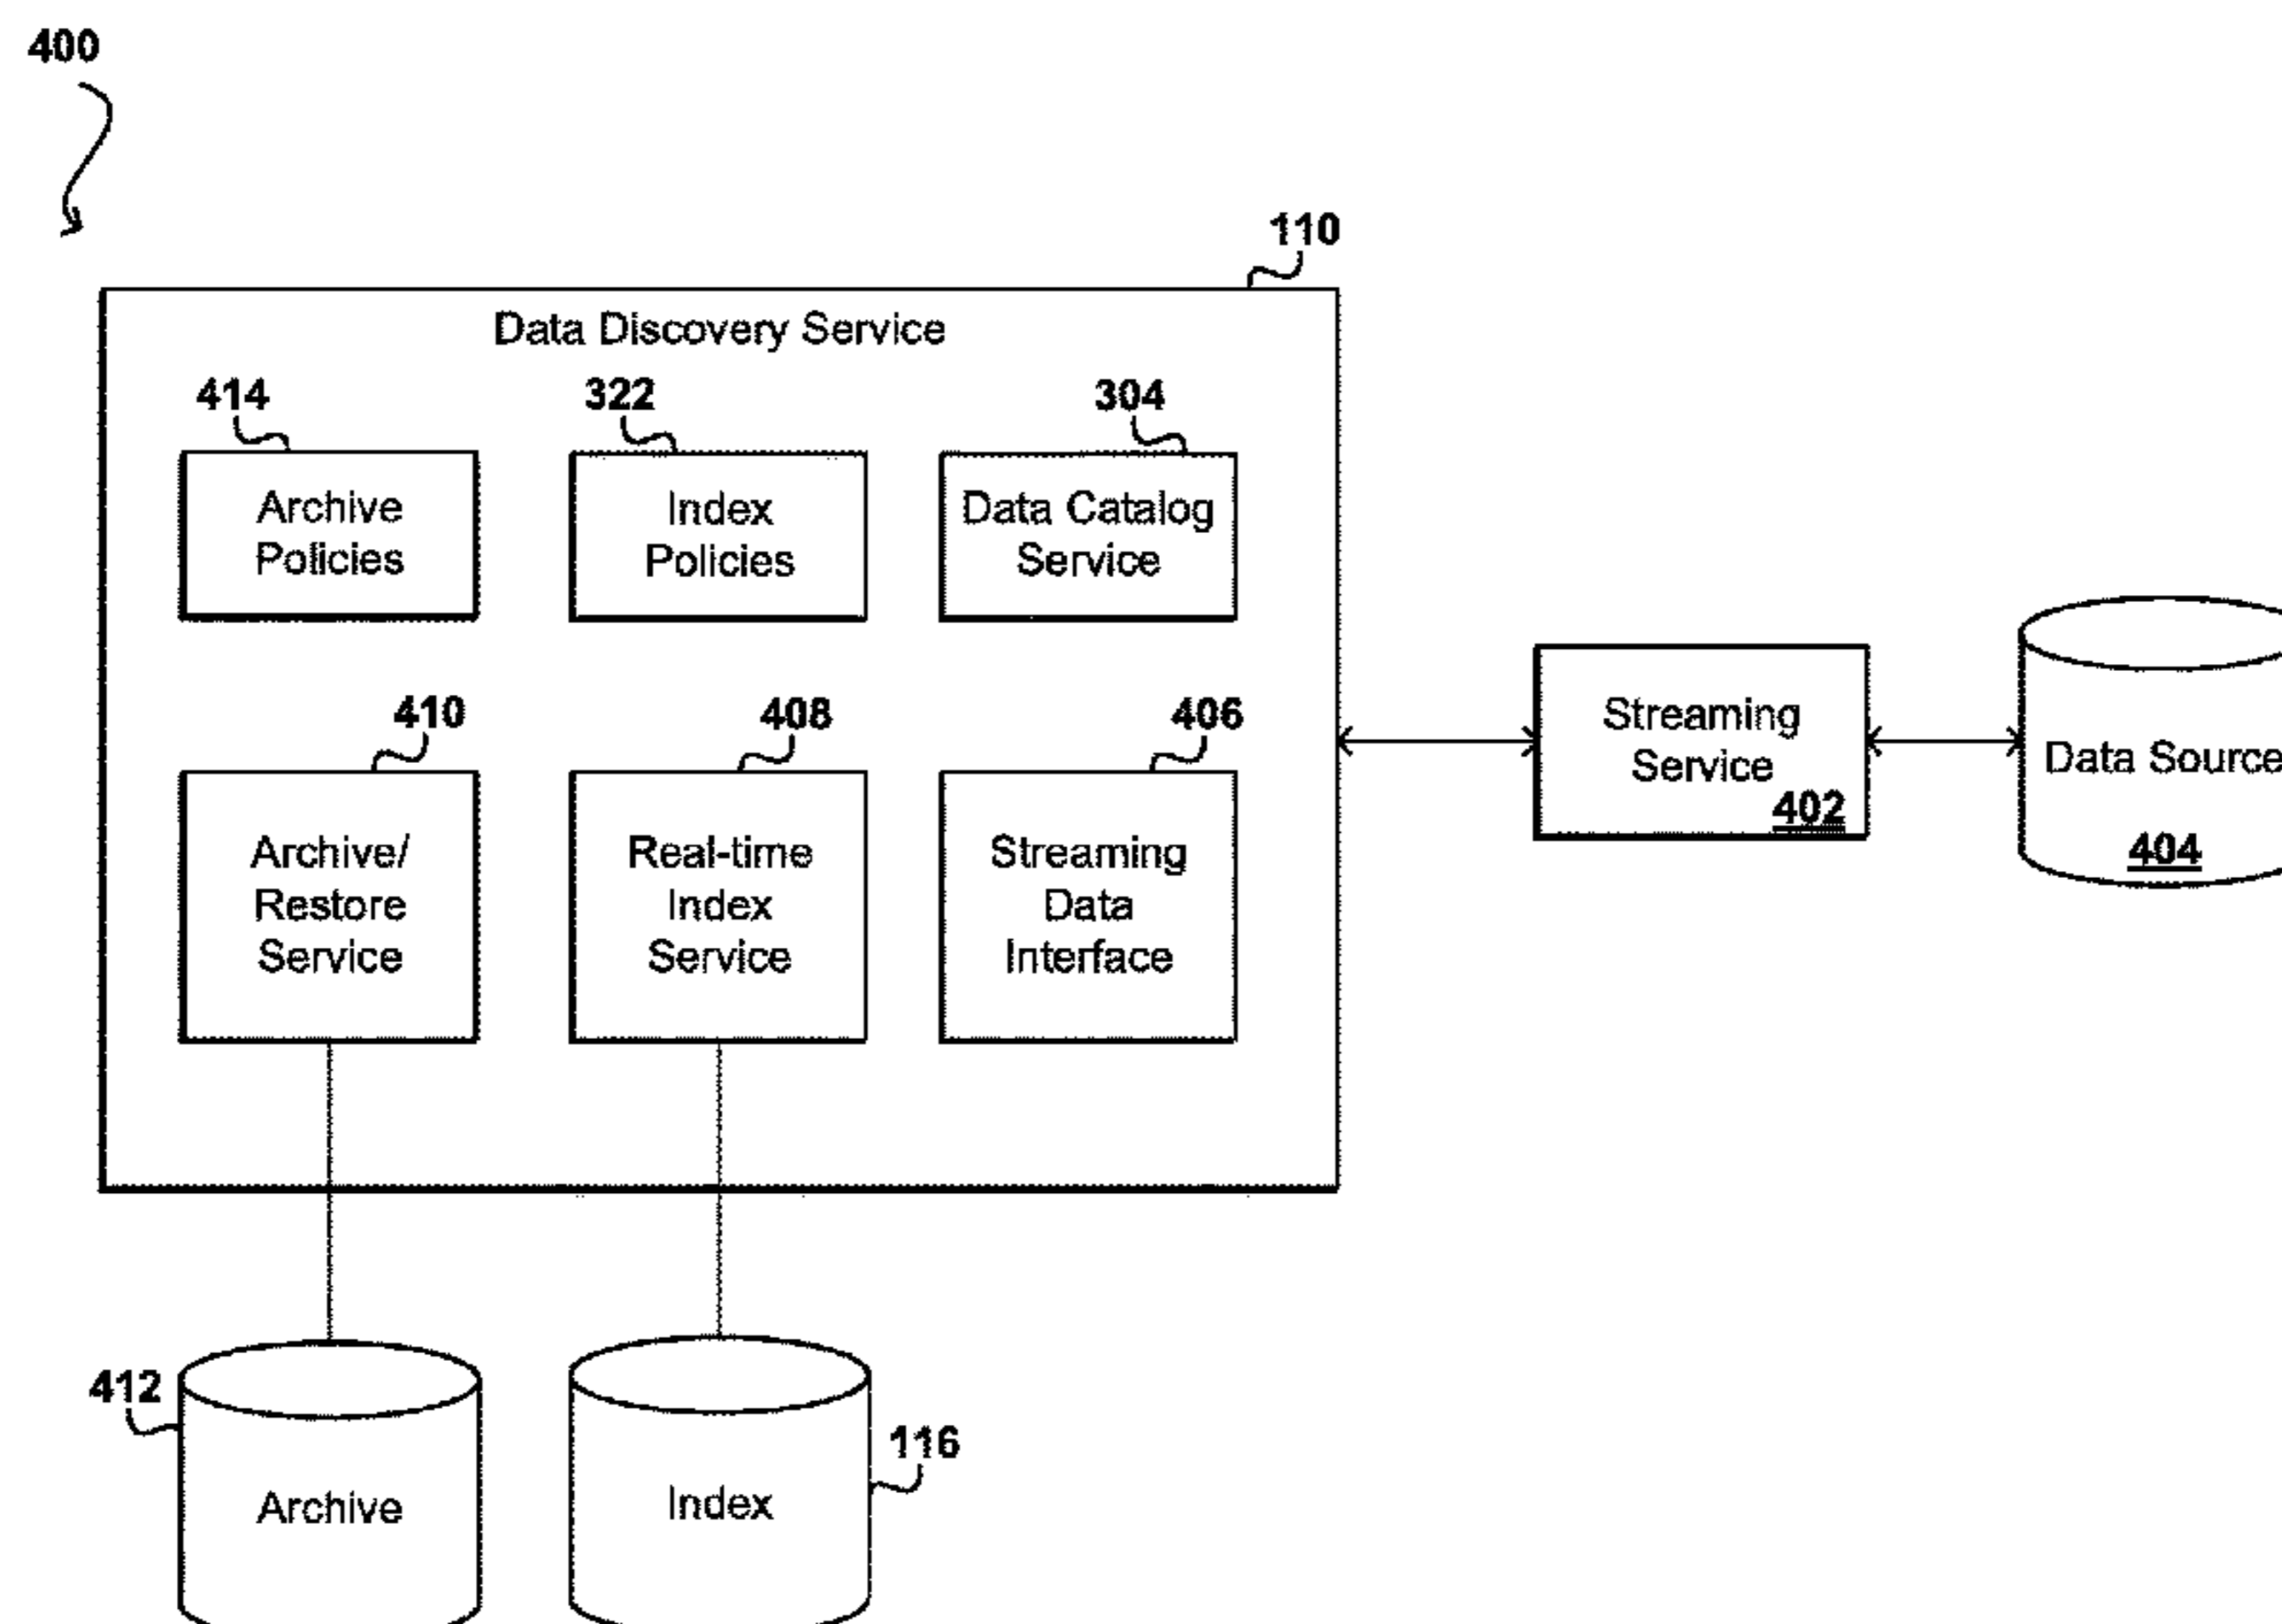 400
110
Data Discovery Service
414
322
304
Archive
Policies
Index
Policies
Data Catalog
Service
410
408
406
Archive/
Restore
Service
Real-time
Index
Service
Streaming
Data
Interface
Streaming
Service
402
Data Source
404
412
Archive
116
Index